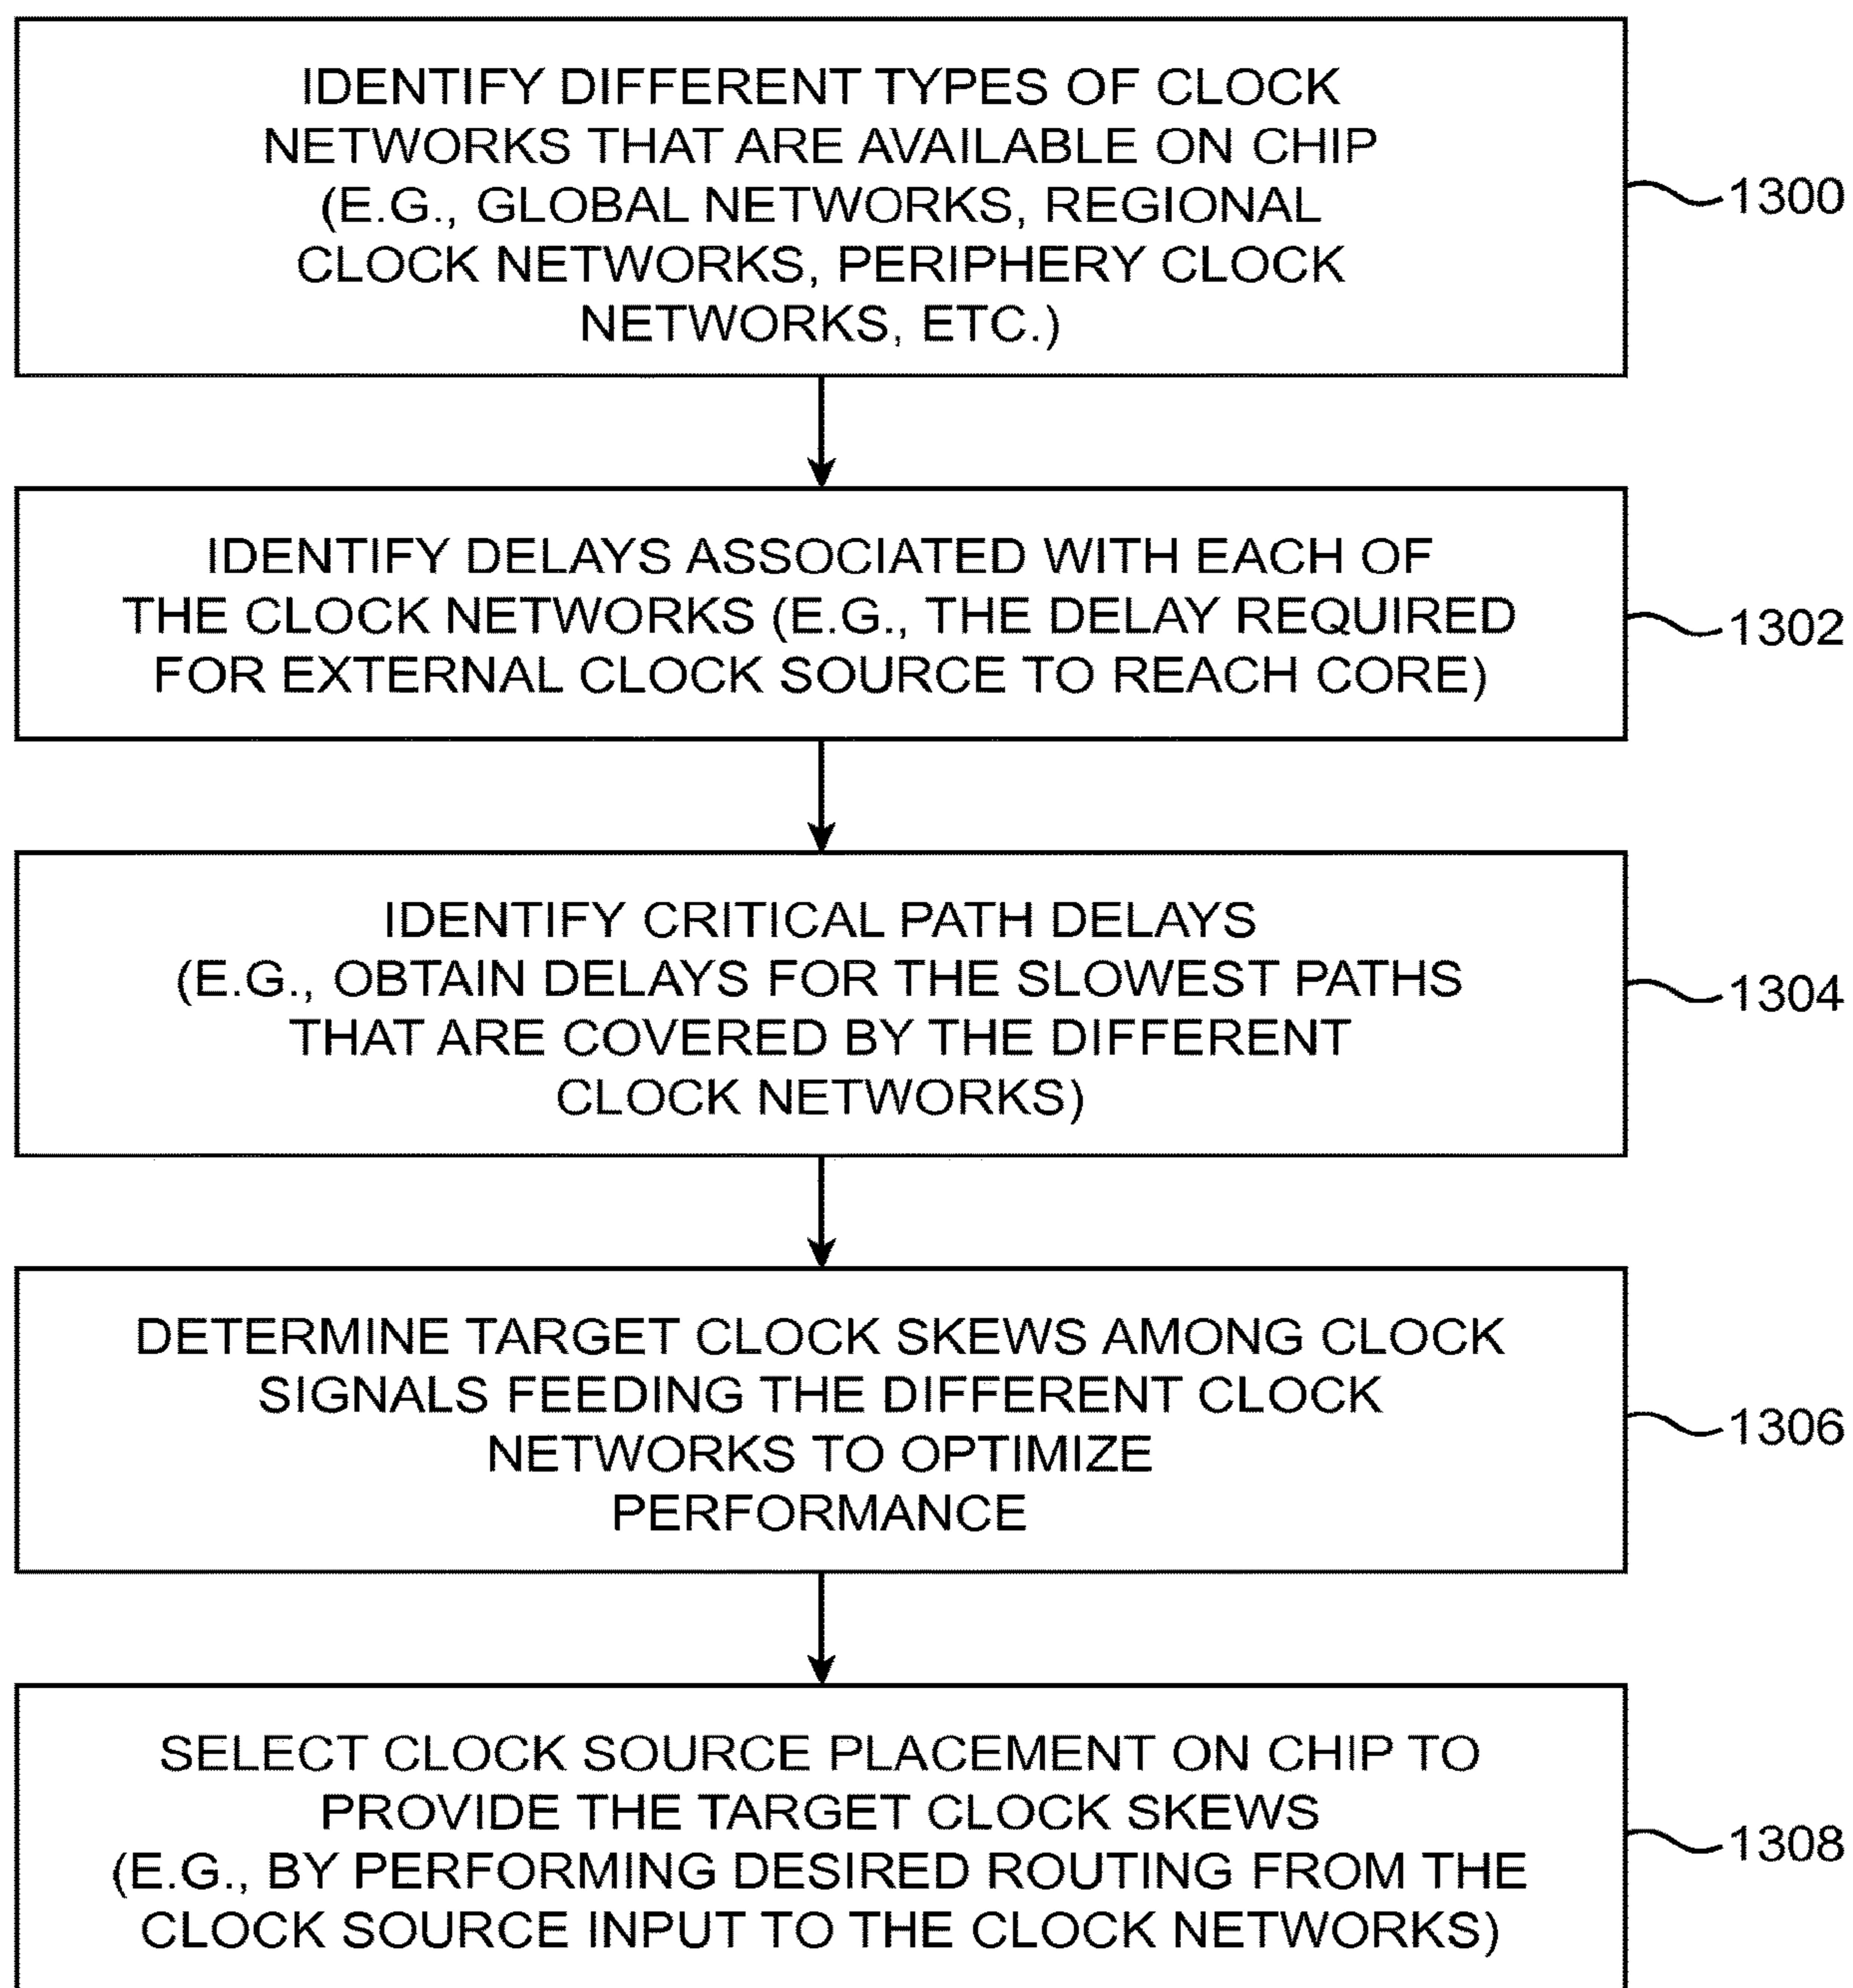 IDENTIFY DIFFERENT TYPES OF CLOCK
NETWORKS THAT ARE AVAILABLE ON CHIP
(E.G., GLOBAL NETWORKS, REGIONAL
CLOCK NETWORKS, PERIPHERY CLOCK
NETWORKS, ETC.)
1300
IDENTIFY DELAYS ASSOCIATED WITH EACH OF
THE CLOCK NETWORKS (E.G., THE DELAY REQUIRED
FOR EXTERNAL CLOCK SOURCE TO REACH CORE)
1302
IDENTIFY CRITICAL PATH DELAYS
(E.G., OBTAIN DELAYS FOR THE SLOWEST PATHS
THAT ARE COVERED BY THE DIFFERENT
CLOCK NETWORKS)
1304
DETERMINE TARGET CLOCK SKEWS AMONG CLOCK
SIGNALS FEEDING THE DIFFERENT CLOCK
NETWORKS TO OPTIMIZE
PERFORMANCE
1306
SELECT CLOCK SOURCE PLACEMENT ON CHIP TO
PROVIDE THE TARGET CLOCK SKEWS
(E.G., BY PERFORMING DESIRED ROUTING FROM THE
CLOCK SOURCE INPUT TO THE CLOCK NETWORKS)
1308